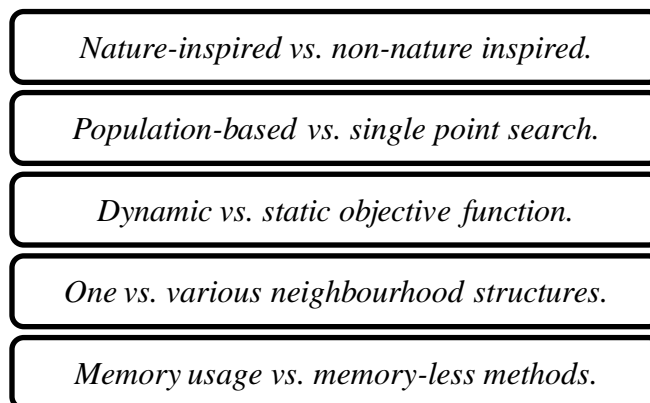 Nature-inspired vs. non-nature inspired.
Population-based vs. single point search.
Dynamic vs. static objective function.
One vs. various neighbourhood structures.
Memory usage vs. memory-less methods.